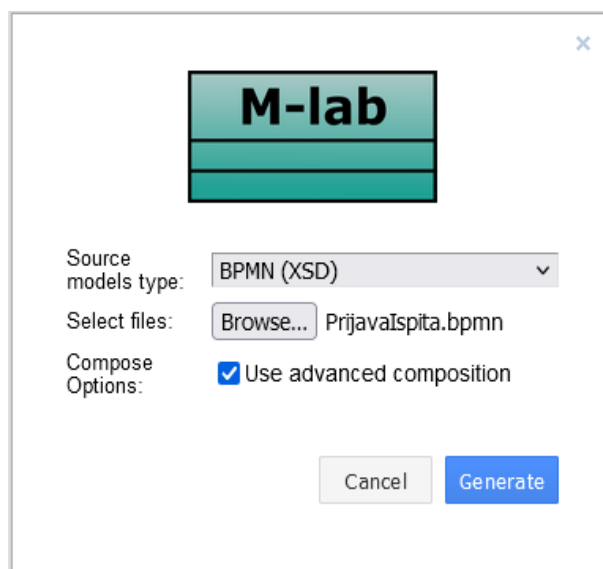 ×
M-lab
Source
models type:
BPMN (XSD)
Select files:
Browse... PrijavaIspita.bpmn
Compose
Options:
Use advanced composition
Cancel Generate